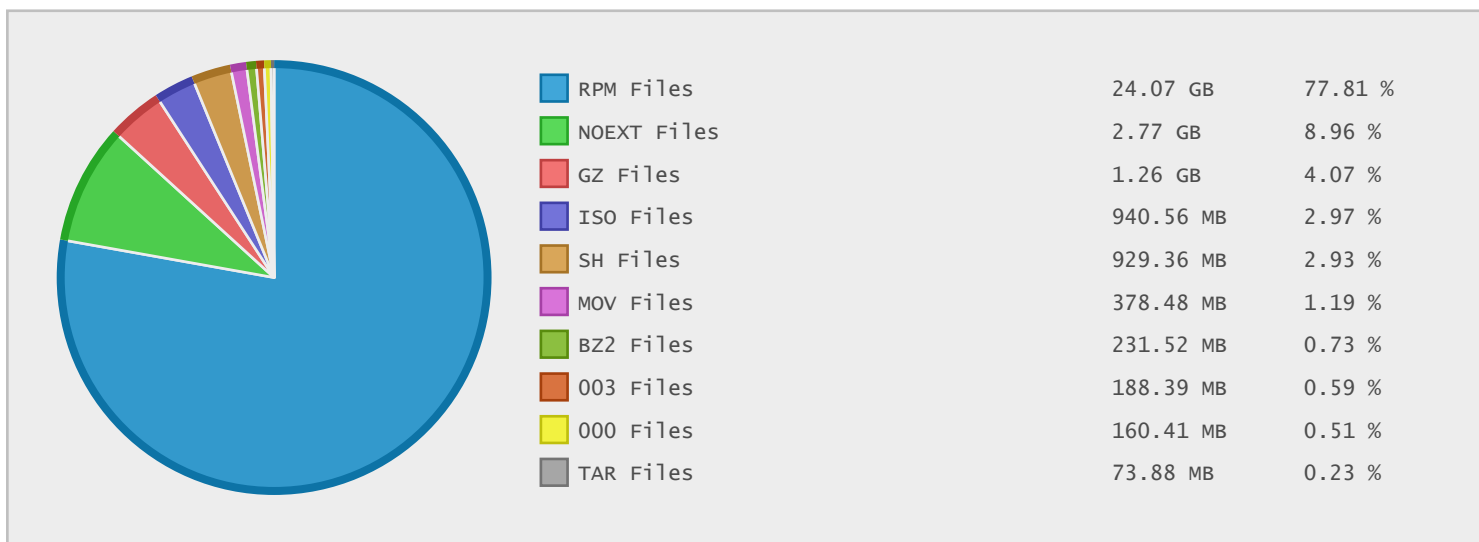 RPM Files 24.07 GB 77.81 %
NOEXT Files 2.77 GB 8.96 %
GZ Files 1.26 GB 4.07 %
ISO Files 940.56 MB 2.97 %
SH Files 929.36 MB 2.93 %
MOV Files 378.48 MB 1.19 %
BZ2 Files 231.52 MB 0.73 %
003 Files 188.39 MB 0.59 %
000 Files 160.41 MB 0.51 %
TAR Files 73.88 MB 0.23 %